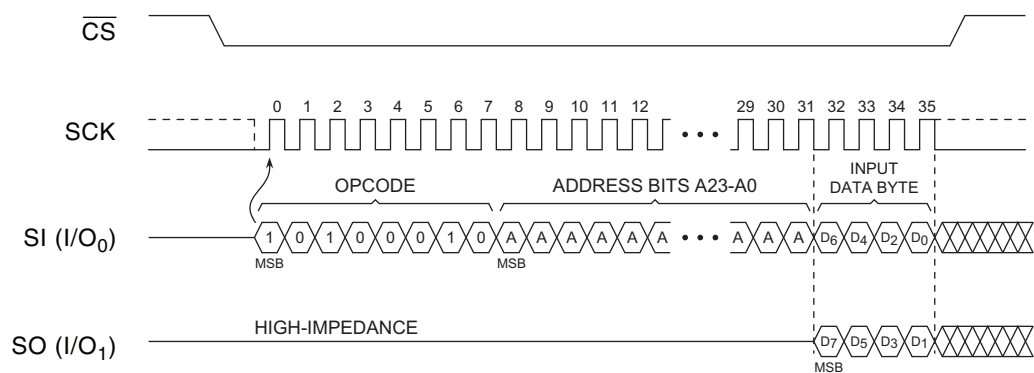 CS
0 1 2 3 4 5 6 7 8 9 10 11 12 29 30 31 32 33 34 35
SCK
• • •
INPUT
OPCODE ADDRESS BITS A23-A0 DATA BYTE
SI (I/O0) 1 0 1 0 0 0 1 0 A A A A A A • • • A A A D6 D4 D2 D0
MSB MSB
HIGH-IMPEDANCE
SO (I/O1) D7 D5 D3 D1
MSB